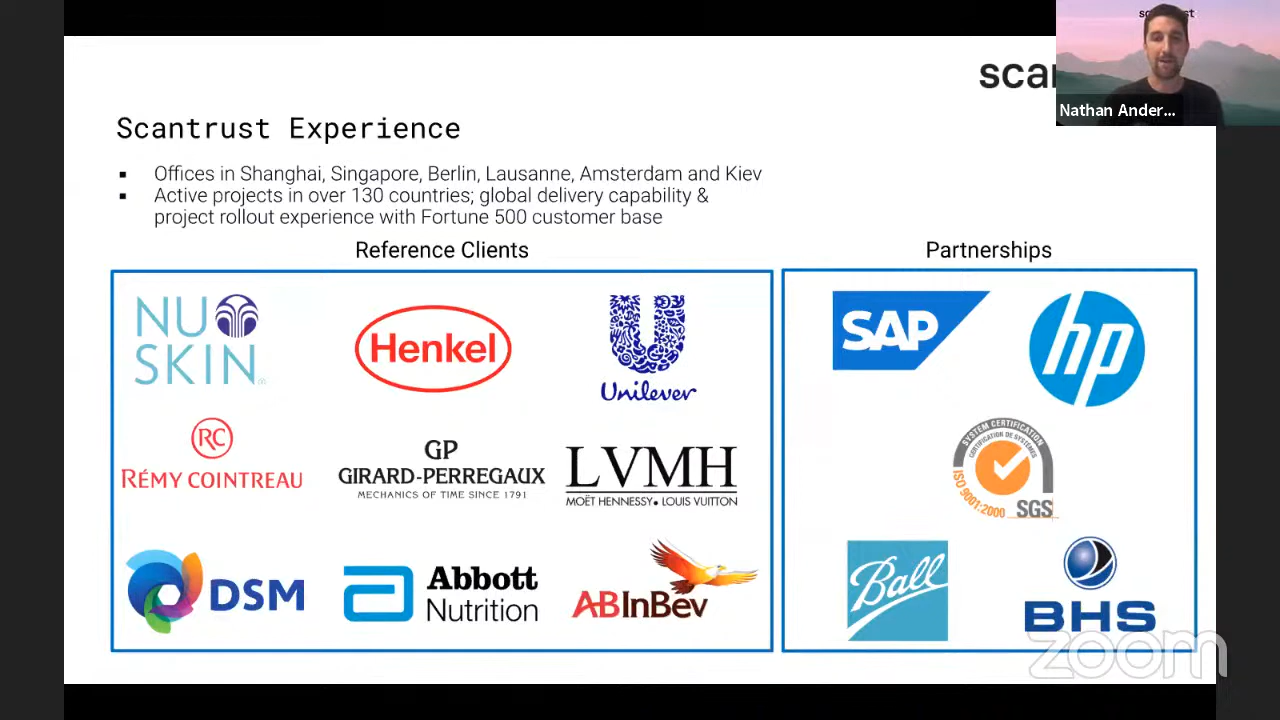 sca
st
Nathan Ander...
Scantrust Experience
▪ Offices in Shanghai, Singapore, Berlin, Lausanne, Amsterdam and Kiev
▪ Active projects in over 130 countries; global delivery capability &
project rollout experience with Fortune 500 customer base
Reference Clients
NU
SKIN
Henkel
U
Unilever
RC
RÉMY COINTREAU
GP
GIRARD-PERREGAUX
MECHANICS OF TIME SINCE 1791
LVMH
MOËT HENNESSY • LOUIS VUITTON
DSM
Abbott
Nutrition
ABInBev
Partnerships
SAP
hp
SYSTEM CERTIFICATION
CERTIFICATION DE SYSTÈMES
ISO 9001:2000
SGS
Ball
BHS
zoom